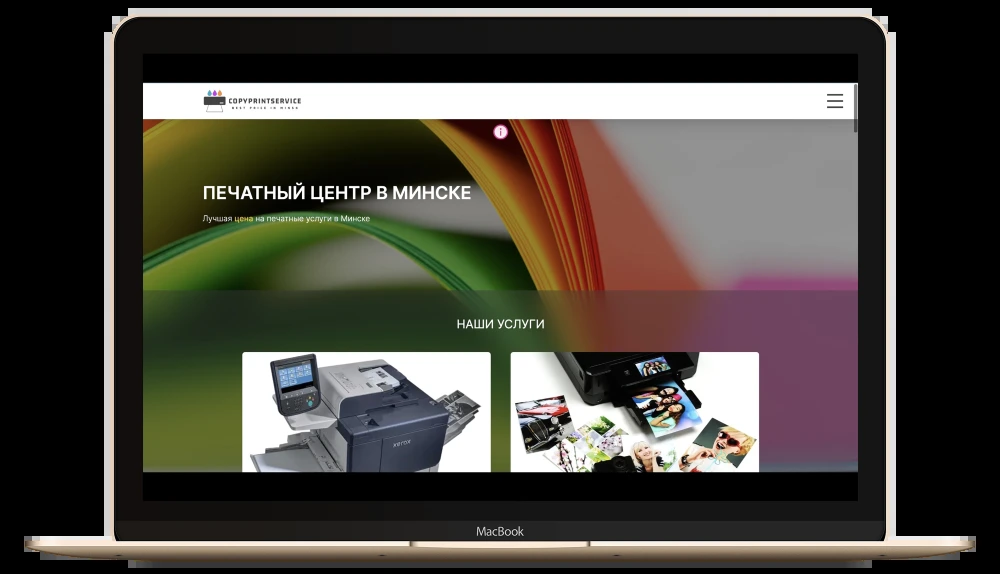 COPYPRINTSERVICE
BEST PRICE IN MINSK
ПЕЧАТНЫЙ ЦЕНТР В МИНСКЕ
Лучшая цена на печатные услуги в Минске
НАШИ УСЛУГИ
xerox
MacBook